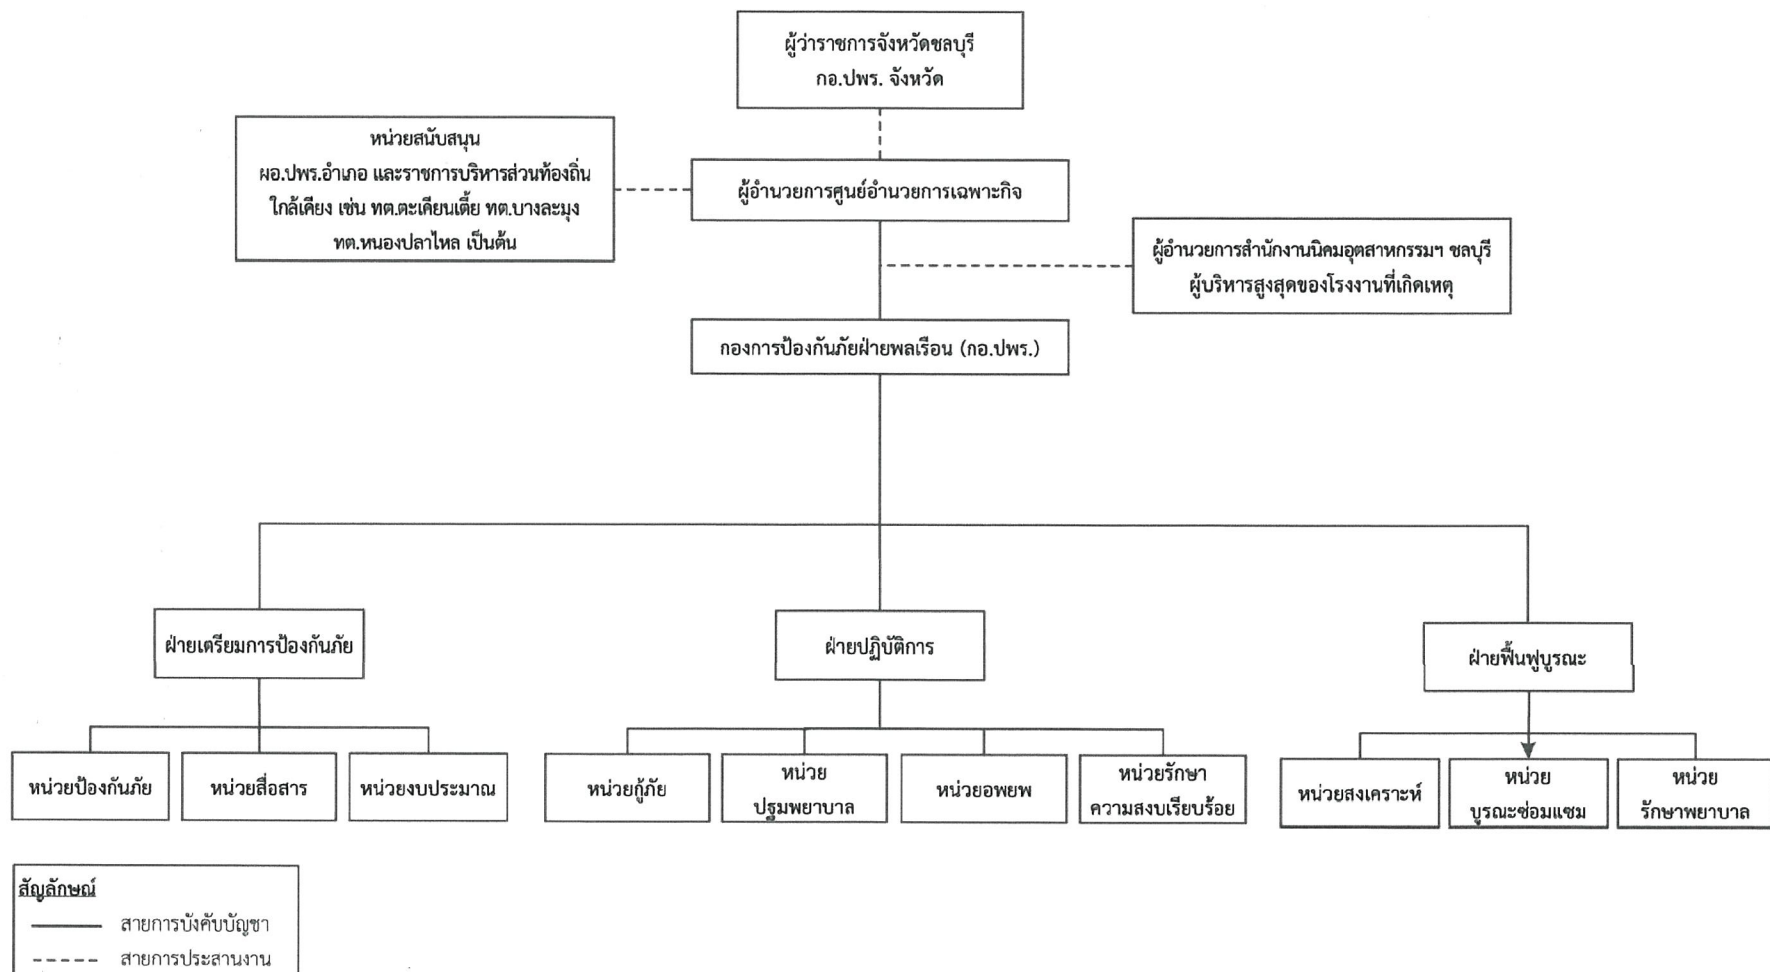 ผู้ว่าราชการจังหวัดชลบุรี
กอ.ปพร. จังหวัด
หน่วยสนับสนุน
ผอ.ปพร.อำเภอ และราชการบริหารส่วนท้องถิ่น
ใกล้เคียง เช่น ทต.ตะเคียนเตี้ย ทต.บางละมุง
ทต.หนองปลาไหล เป็นต้น
ผู้อำนวยการศูนย์อำนวยการเฉพาะกิจ
ผู้อำนวยการสำนักงานนิคมอุตสาหกรรมฯ ชลบุรี
ผู้บริหารสูงสุดของโรงงานที่เกิดเหตุ
กองการป้องกันภัยฝ่ายพลเรือน (กอ.ปพร.)
ฝ่ายเตรียมการป้องกันภัย
ฝ่ายปฏิบัติการ
ฝ่ายฟื้นฟูบูรณะ
หน่วยป้องกันภัย
หน่วยสื่อสาร
หน่วยงบประมาณ
หน่วยกู้ภัย
หน่วย
ปฐมพยาบาล
หน่วยอพยพ
หน่วยรักษา
ความสงบเรียบร้อย
หน่วยสงเคราะห์
หน่วย
บูรณะซ่อมแซม
หน่วย
รักษาพยาบาล
สัญลักษณ์
สายการบังคับบัญชา
สายการประสานงาน